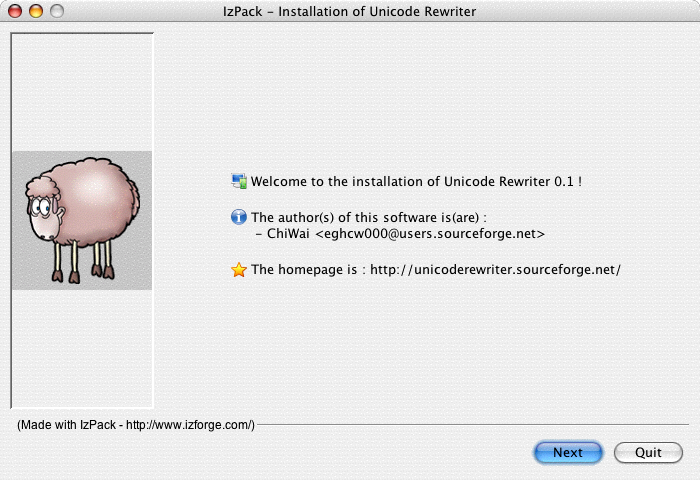 IzPack - Installation of Unicode Rewriter
Welcome to the installation of Unicode Rewriter 0.1 !
The author(s) of this software is(are) :
- ChiWai <eghcw000@users.sourceforge.net>
The homepage is : http://unicoderewriter.sourceforge.net/
(Made with IzPack - http://www.izforge.com/)
Next
Quit